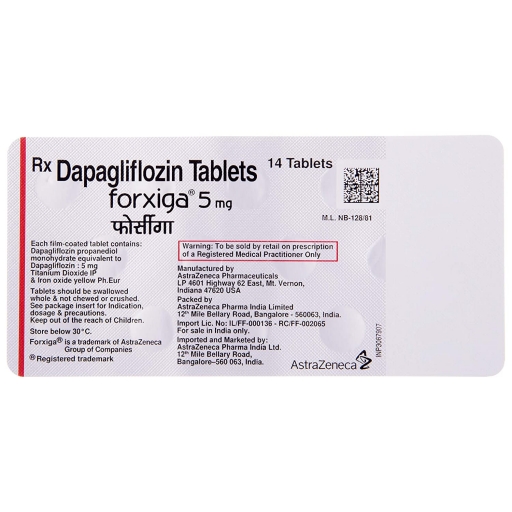 Rx Dapagliflozin Tablets 14 Tablets
forxiga® 5 mg
फोर्सीगा
M.L. NB-128/81
Each film-coated tablet contains:
Dapagliflozin propanediol
monohydrate equivalent to
Dapagliflozin : 5 mg
Titanium Dioxide IP
& Iron oxide yellow Ph.Eur
Tablets should be swallowed
whole & not chewed or crushed.
See package insert for Indication,
dosage & precautions.
Keep out of the reach of Children.
Store below 30°C.
Forxiga® is a trademark of AstraZeneca
Group of Companies
® Registered trademark
Warning: To be sold by retail on prescription
of a Registered Medical Practitioner Only
Manufactured by
AstraZeneca Pharmaceuticals
LP 4601 Highway 62 East, Mt. Vernon,
Indiana 47620 USA
Packed by
AstraZeneca Pharma India Limited
12th Mile Bellary Road, Bangalore - 560063, India.
Import Lic. No: IL/FF-000136 - RC/FF-002065
For sale in India only.
Imported and Marketed by:
AstraZeneca Pharma India Ltd.
12th Mile Bellary Road,
Bangalore–560 063, India.
AstraZeneca
INP3067907